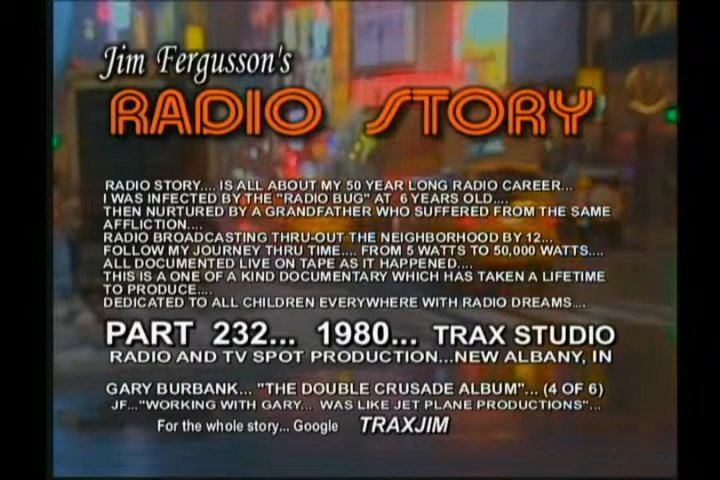 Jim Fergusson's
RADIO STORY
RADIO STORY.... IS ALL ABOUT MY 50 YEAR LONG RADIO CAREER...
I WAS INFECTED BY THE "RADIO BUG" AT 6 YEARS OLD....
THEN NURTURED BY A GRANDFATHER WHO SUFFERED FROM THE SAME
AFFLICTION....
RADIO BROADCASTING THRU-OUT THE NEIGHBORHOOD BY 12...
FOLLOW MY JOURNEY THRU TIME.... FROM 5 WATTS TO 50,000 WATTS....
ALL DOCUMENTED LIVE ON TAPE AS IT HAPPENED....
THIS IS A ONE OF A KIND DOCUMENTARY WHICH HAS TAKEN A LIFETIME
TO PRODUCE....
DEDICATED TO ALL CHILDREN EVERYWHERE WITH RADIO DREAMS....
PART 232... 1980... TRAX STUDIO
RADIO AND TV SPOT PRODUCTION...NEW ALBANY, IN
GARY BURBANK... "THE DOUBLE CRUSADE ALBUM"... (4 OF 6)
JF..."WORKING WITH GARY... WAS LIKE JET PLANE PRODUCTIONS"...
For the whole story... Google TRAXJIM